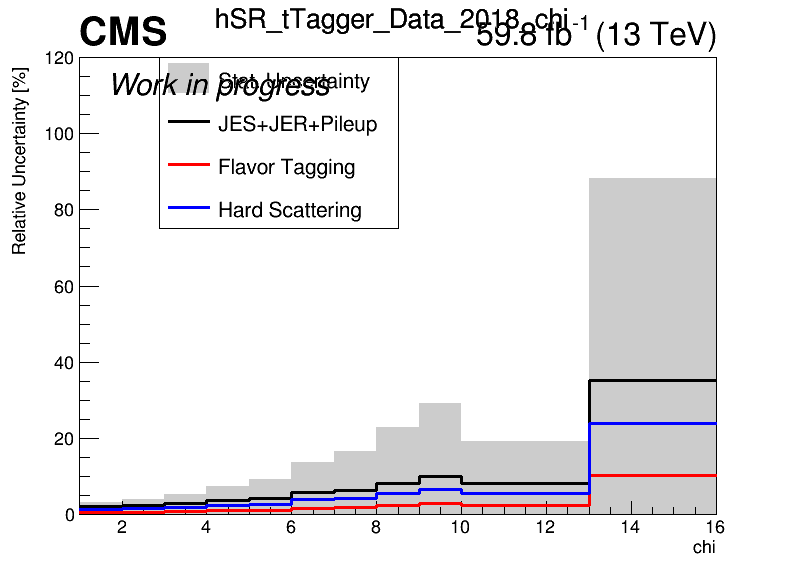 hSR_tTagger_Data_2018_chi
CMS
59.8 fb-1 (13 TeV)
Work in progress
Stat. Uncertainty
JES+JER+Pileup
Flavor Tagging
Hard Scattering
Relative Uncertainty [%]
120
100
80
60
40
20
0
2 4 6 8 10 12 14 16
chi